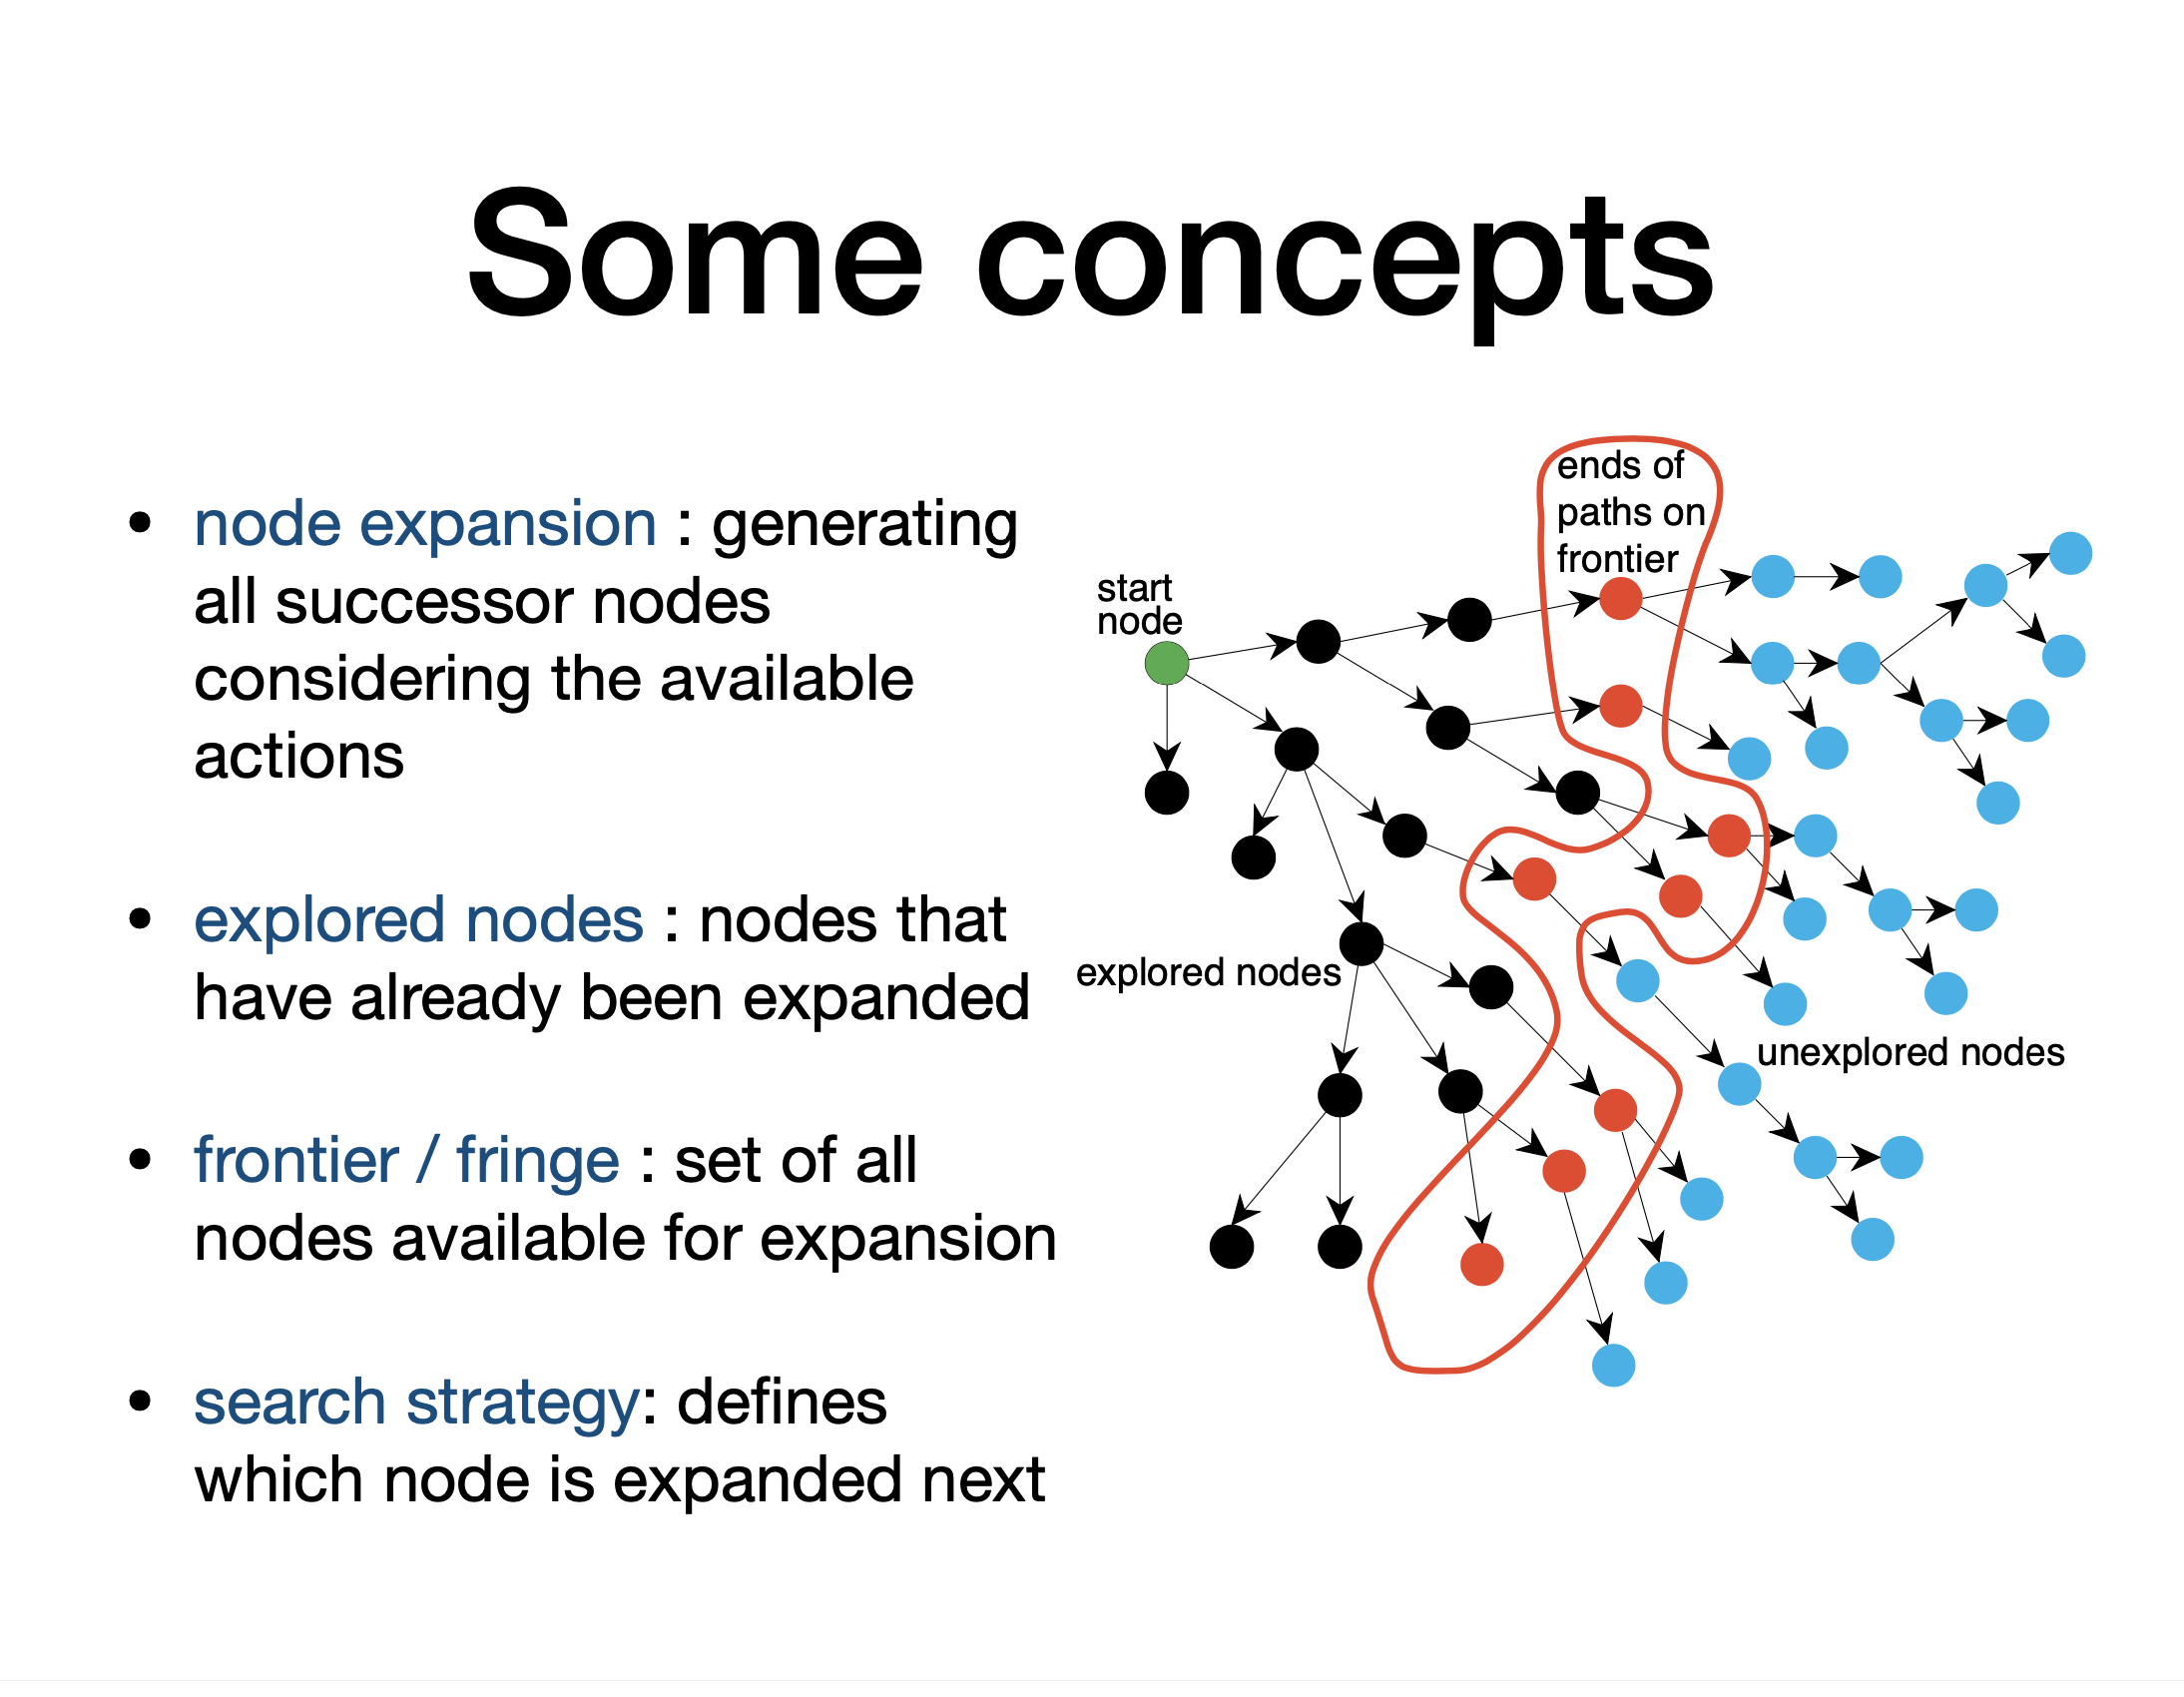 Some concepts
• node expansion : generating
all successor nodes
considering the available
actions
• explored nodes : nodes that
have already been expanded
• frontier / fringe : set of all
nodes available for expansion
• search strategy: defines
which node is expanded next
ends of
paths on
frontier
start
node
explored nodes
unexplored nodes